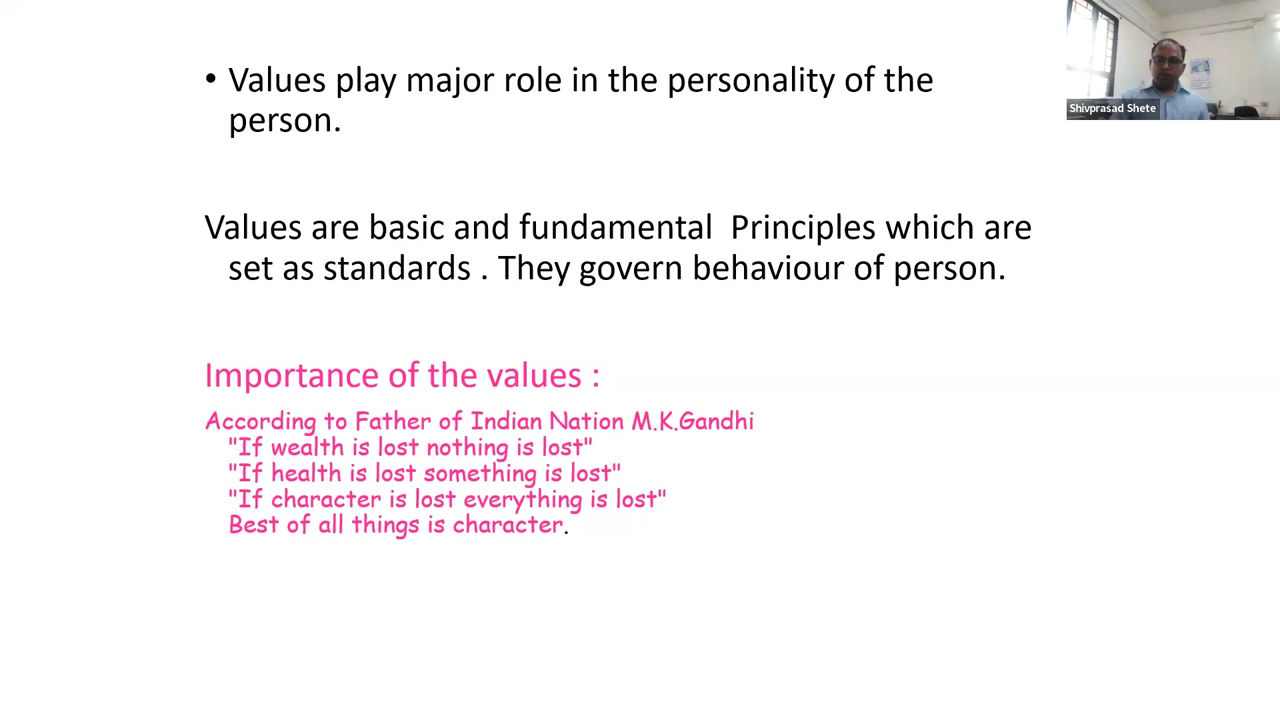 • Values play major role in the personality of the
person.
Values are basic and fundamental  Principles which are
set as standards . They govern behaviour of person.
Importance of the values :
According to Father of Indian Nation M.K.Gandhi
"If wealth is lost nothing is lost"
"If health is lost something is lost"
"If character is lost everything is lost"
Best of all things is character.
Shivprasad Shete